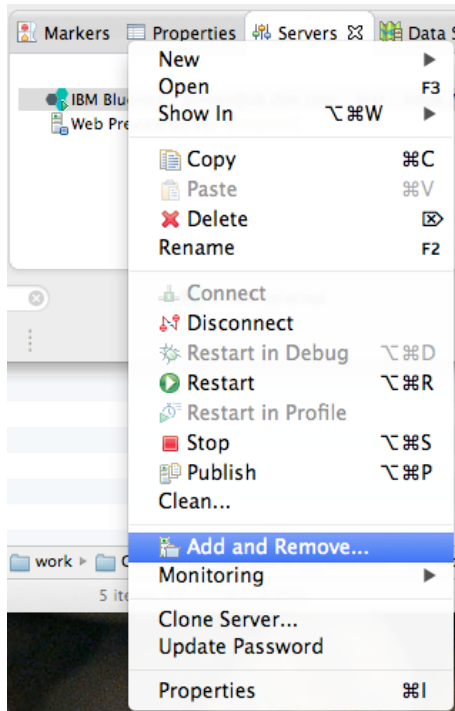 Markers Properties Servers Data S
New ▶
Open F3
IBM Blu
Show In ⌥⌘W ▶
Web Pre
Copy ⌘C
Paste ⌘V
Delete ⌦
Rename F2
Connect
Disconnect
Restart in Debug ⌥⌘D
Restart ⌥⌘R
Restart in Profile
Stop ⌥⌘S
Publish ⌥⌘P
Clean...
Add and Remove...
work ▸ C
Monitoring ▶
5 ite
Clone Server...
Update Password
Properties ⌘I